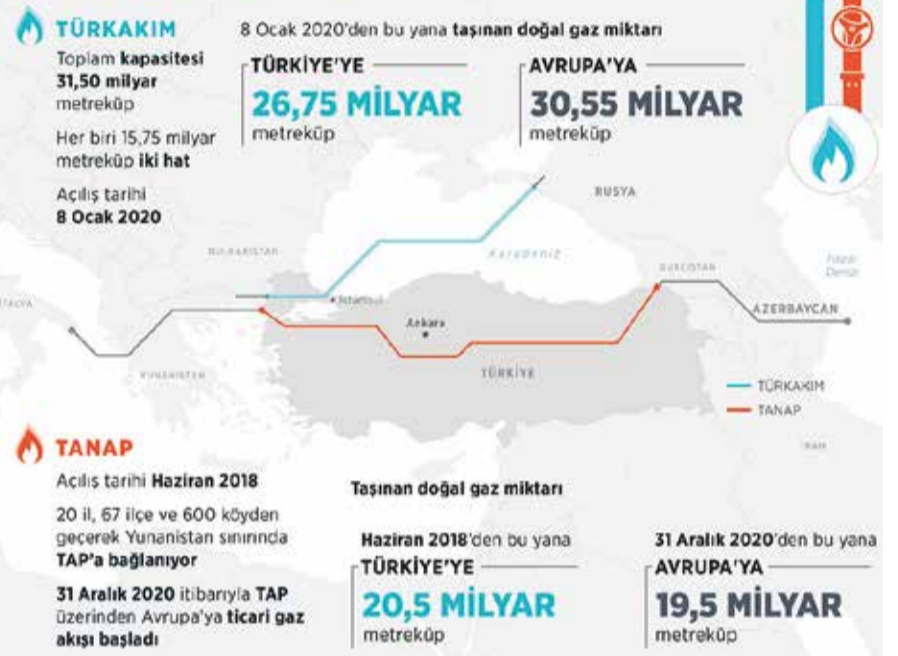 TÜRKAKIM
Toplam kapasitesi
31,50 milyar
metreküp
Her biri 15,75 milyar
metreküp iki hat
Açılış tarihi
8 Ocak 2020
8 Ocak 2020'den bu yana taşınan doğal gaz miktarı
TÜRKİYE'YE
26,75 MİLYAR
metreküp
AVRUPA'YA
30,55 MİLYAR
metreküp
RUSYA
BULGARİSTAN
Karadeniz
Hazar
Denizi
GÜRCİSTAN
İstanbul
AZERBAYCAN
Ankara
YUNANİSTAN
TÜRKİYE
TÜRKAKIM
TANAP
İRAN
TANAP
Açılış tarihi Haziran 2018
20 il, 67 ilçe ve 600 köyden
geçerek Yunanistan sınırında
TAP'a bağlanıyor
31 Aralık 2020 itibarıyla TAP
üzerinden Avrupa'ya ticari gaz
akışı başladı
Taşınan doğal gaz miktarı
Haziran 2018'den bu yana
TÜRKİYE'YE
20,5 MİLYAR
metreküp
31 Aralık 2020'den bu yana
AVRUPA'YA
19,5 MİLYAR
metreküp